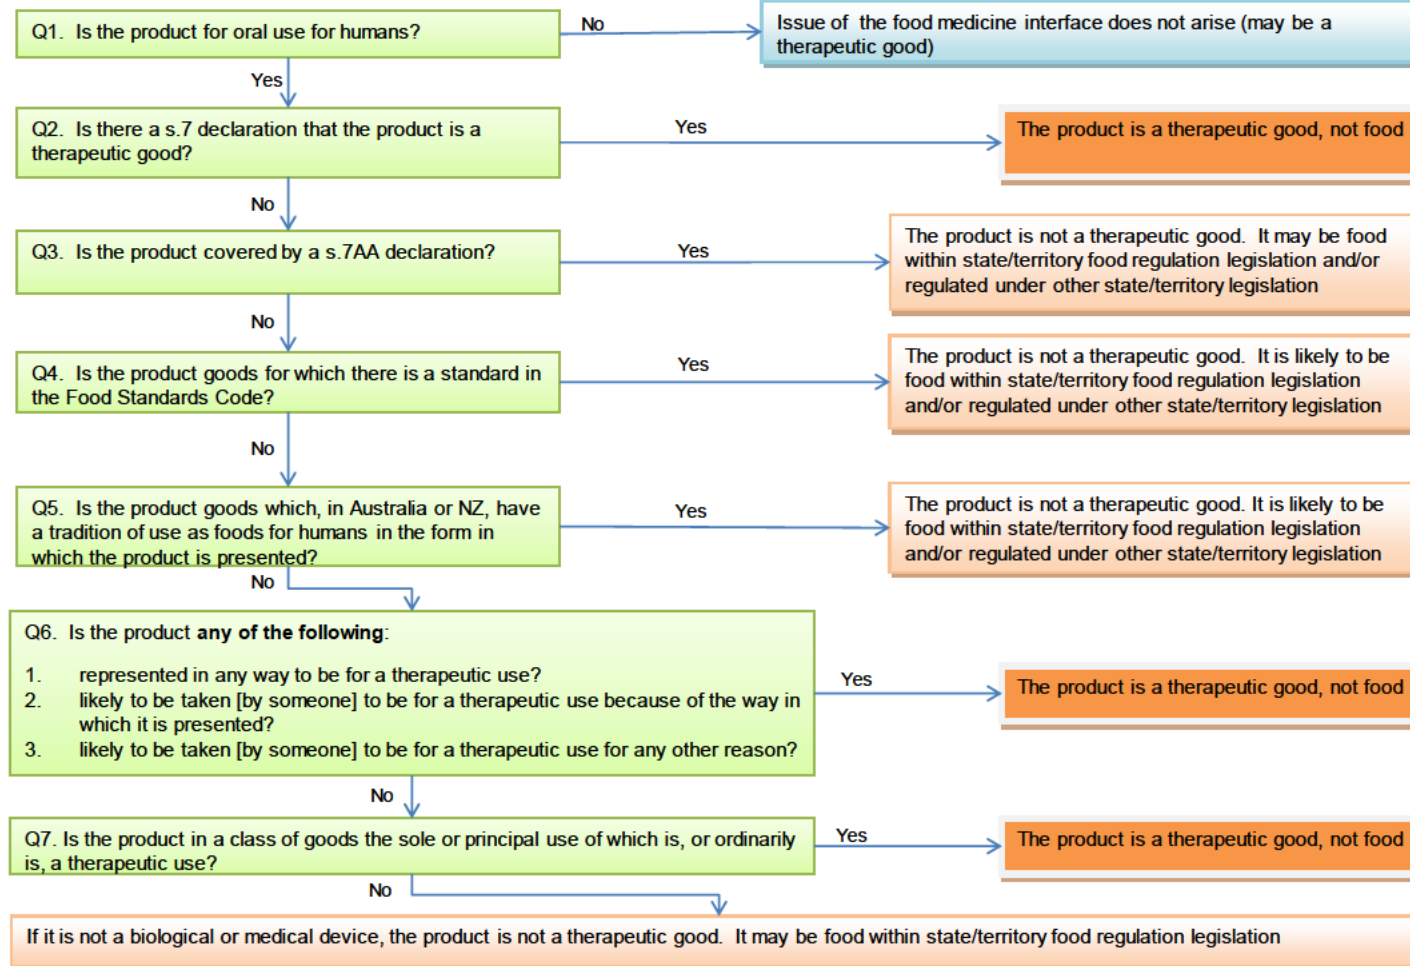 Q1. Is the product for oral use for humans?
No
Issue of the food medicine interface does not arise (may be a
therapeutic good)
Yes
Q2. Is there a s.7 declaration that the product is a
therapeutic good?
Yes
The product is a therapeutic good, not food
No
Q3. Is the product covered by a s.7AA declaration?
Yes
The product is not a therapeutic good. It may be food
within state/territory food regulation legislation and/or
regulated under other state/territory legislation
No
Q4. Is the product goods for which there is a standard in
the Food Standards Code?
Yes
The product is not a therapeutic good. It is likely to be
food within state/territory food regulation legislation
and/or regulated under other state/territory legislation
No
Q5. Is the product goods which, in Australia or NZ, have
a tradition of use as foods for humans in the form in
which the product is presented?
Yes
The product is not a therapeutic good. It is likely to be
food within state/territory food regulation legislation
and/or regulated under other state/territory legislation
No
Q6. Is the product any of the following:
1. represented in any way to be for a therapeutic use?
2. likely to be taken [by someone] to be for a therapeutic use because of the way in
which it is presented?
3. likely to be taken [by someone] to be for a therapeutic use for any other reason?
Yes
The product is a therapeutic good, not food
No
Q7. Is the product in a class of goods the sole or principal use of which is, or ordinarily
is, a therapeutic use?
Yes
The product is a therapeutic good, not food
No
If it is not a biological or medical device, the product is not a therapeutic good. It may be food within state/territory food regulation legislation